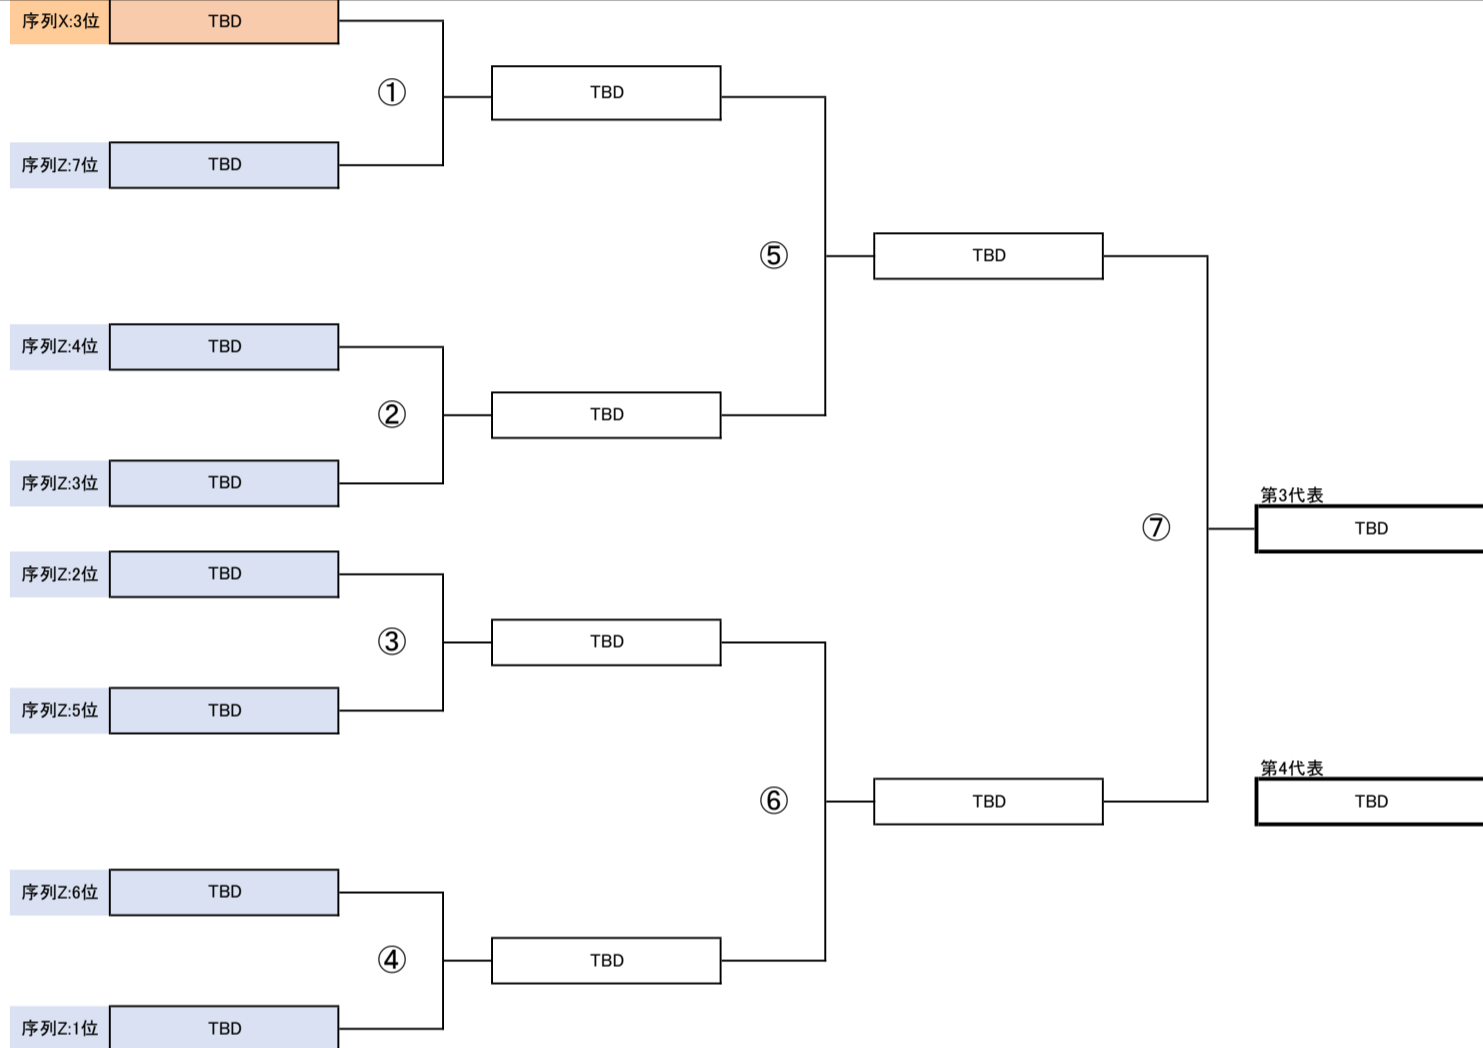 序列X:3位 TBD
① TBD
序列Z:7位 TBD
⑤ TBD
序列Z:4位 TBD
② TBD
序列Z:3位 TBD
第3代表
⑦ TBD
序列Z:2位 TBD
③ TBD
序列Z:5位 TBD
第4代表
⑥ TBD TBD
序列Z:6位 TBD
④ TBD
序列Z:1位 TBD